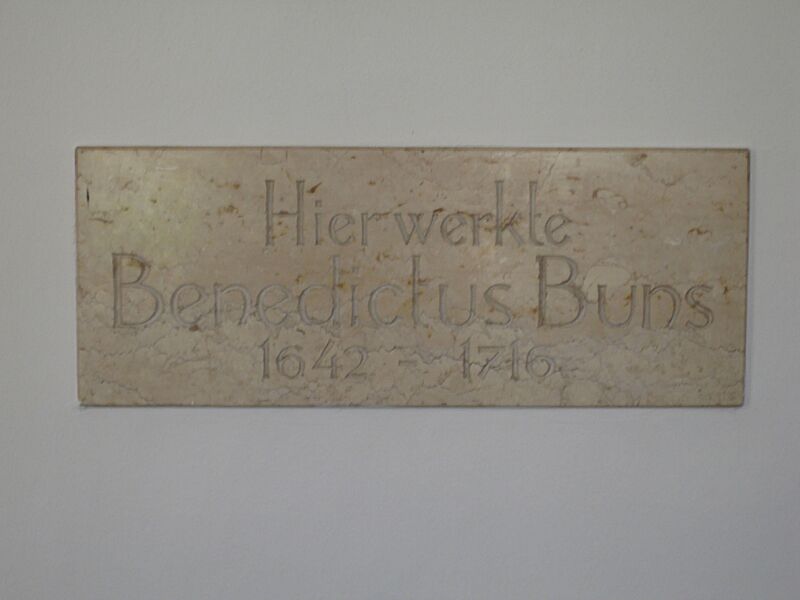 Hier werkte
Benedictus Buns
1642 - 1716